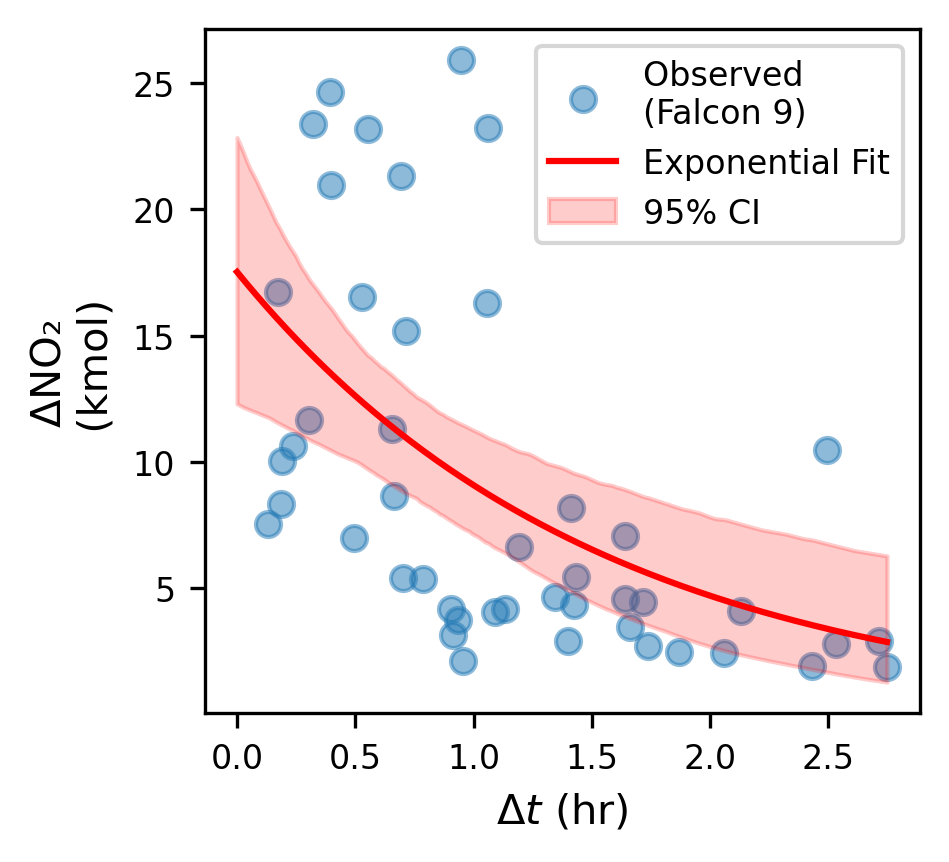 25
20
15
10
5
ΔNO₂
(kmol)
Observed
(Falcon 9)
Exponential Fit
95% CI
0.0 0.5 1.0 1.5 2.0 2.5
Δt (hr)